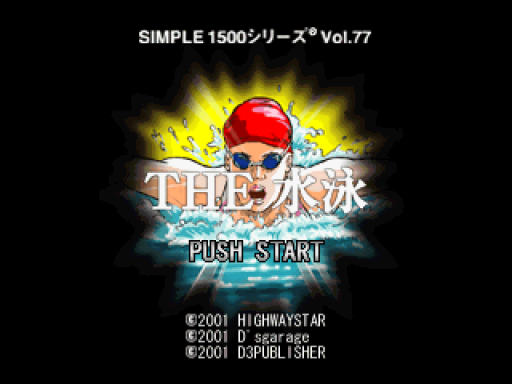 SIMPLE 1500シリーズ® Vol.77
THE 水泳
PUSH START
©2001 HIGHWAYSTAR
©2001 D'sgarage
©2001 D3PUBLISHER